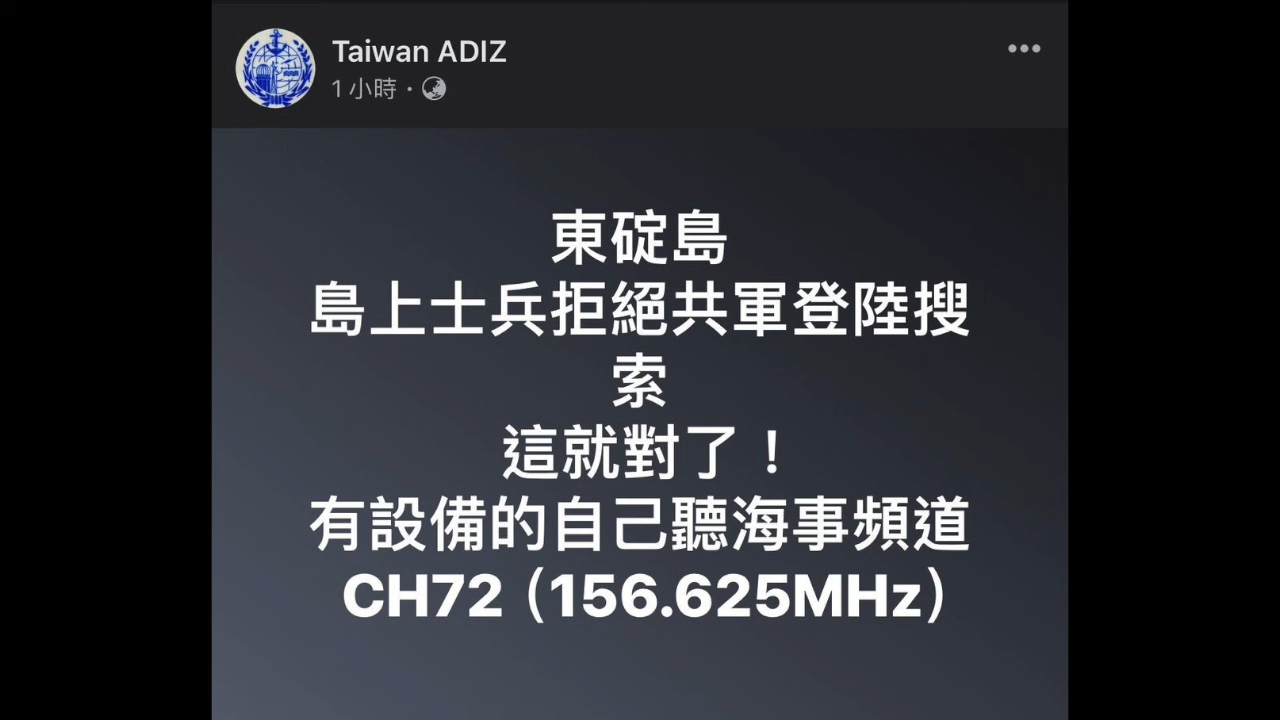 Taiwan ADIZ
1 小時 ·
東碇島
島上士兵拒絕共軍登陸搜
索
這就對了！
有設備的自己聽海事頻道
CH72（156.625MHz）